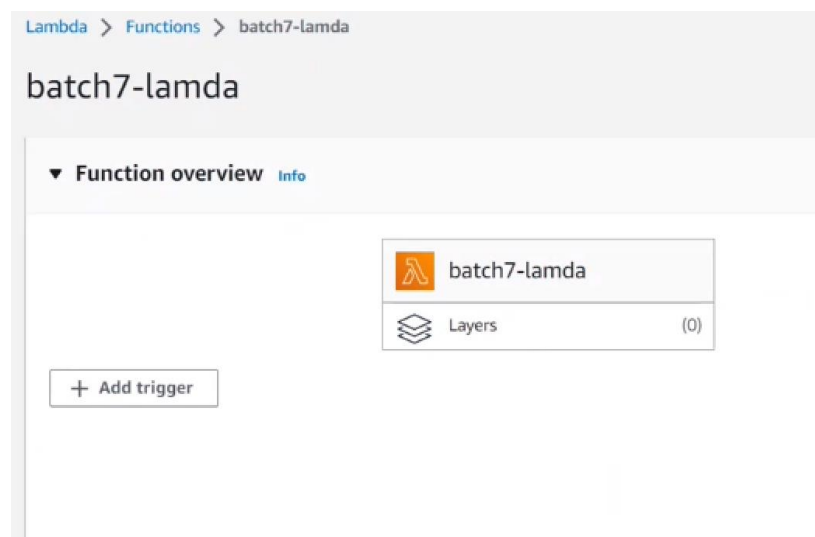 Lambda > Functions > batch7-lamda
batch7-lamda
▼ Function overview Info
batch7-lamda
Layers (0)
+ Add trigger